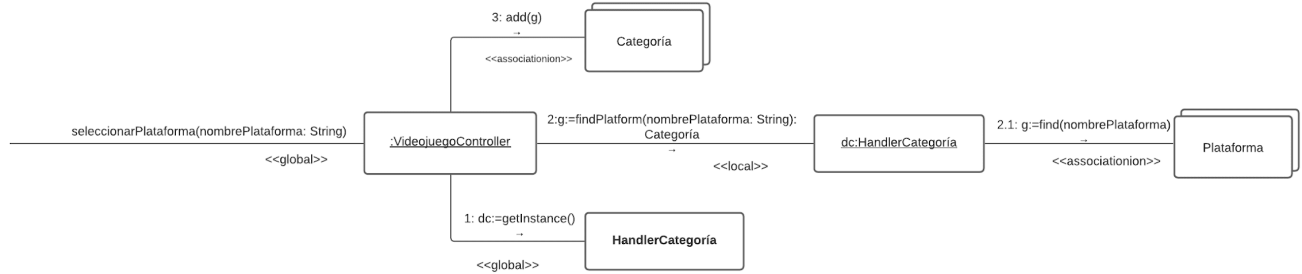 3: add(g)
→
<<associationion>>
Categoría
seleccionarPlataforma(nombrePlataforma: String)
<<global>>
:VideojuegoController
2:g:=findPlatform(nombrePlataforma: String):
Categoría
→
<<local>>
dc:HandlerCategoría
2.1: g:=find(nombrePlataforma)
→
<<associationion>>
Plataforma
1: dc:=getInstance()
→
<<global>>
HandlerCategoría